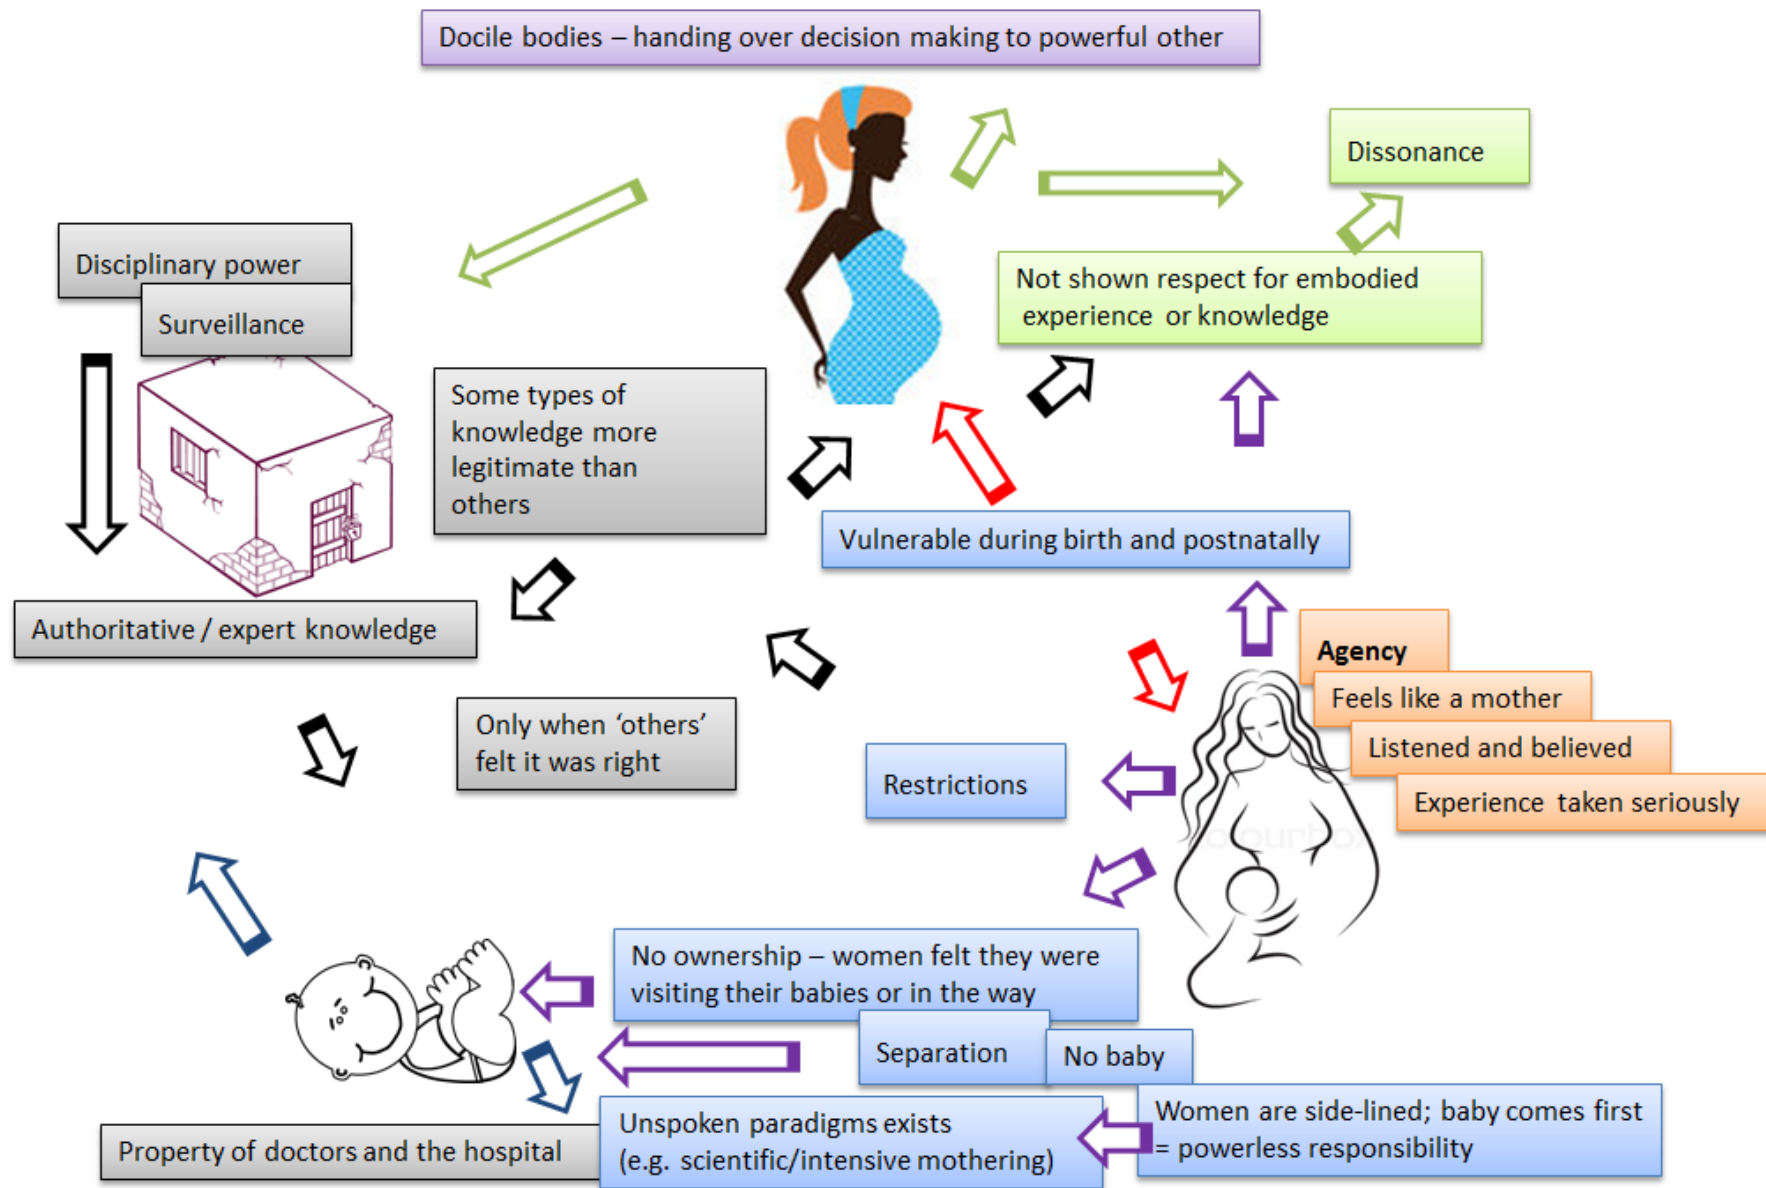 Docile bodies – handing over decision making to powerful other
Dissonance
Disciplinary power
Surveillance
Not shown respect for embodied
experience or knowledge
Some types of
knowledge more
legitimate than
others
Vulnerable during birth and postnatally
Authoritative / expert knowledge
Agency
Feels like a mother
Listened and believed
Experience taken seriously
Only when ‘others’
felt it was right
Restrictions
No ownership – women felt they were
visiting their babies or in the way
Separation
No baby
Women are side-lined; baby comes first
= powerless responsibility
Unspoken paradigms exists
(e.g. scientific/intensive mothering)
Property of doctors and the hospital